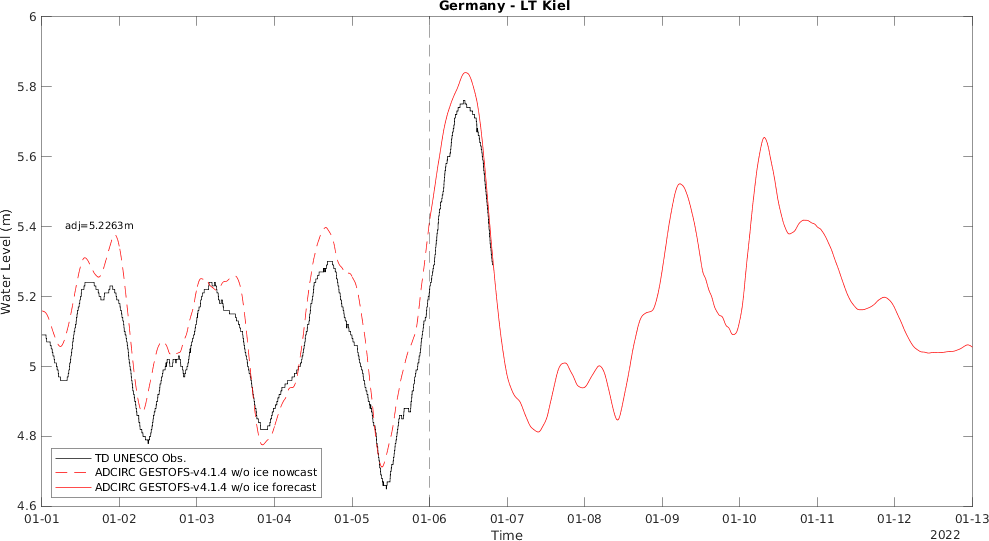 Germany - LT Kiel
6
5.8
5.6
5.4
5.2
5
4.8
4.6
Water Level (m)
adj=5.2263m
TD UNESCO Obs.
ADCIRC GESTOFS-v4.1.4 w/o ice nowcast
ADCIRC GESTOFS-v4.1.4 w/o ice forecast
01-01 01-02 01-03 01-04 01-05 01-06 01-07 01-08 01-09 01-10 01-11 01-12 01-13
Time
2022